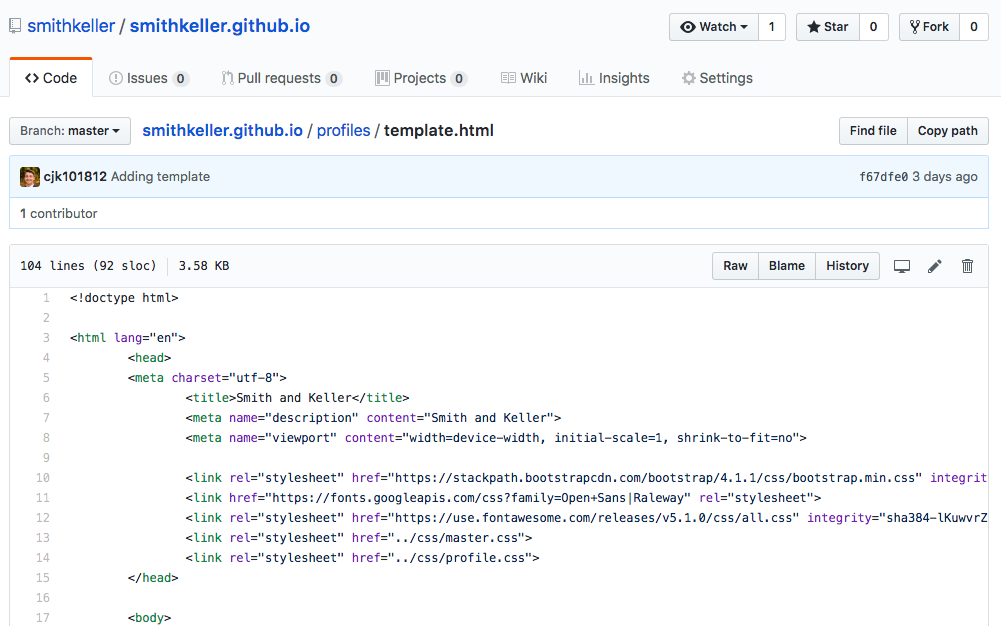 smithkeller / smithkeller.github.io
Watch 1 Star 0 Fork 0
Code Issues 0 Pull requests 0 Projects 0 Wiki Insights Settings
Branch: master smithkeller.github.io / profiles / template.html Find file Copy path
cjk101812 Adding template f67dfe0 3 days ago
1 contributor
104 lines (92 sloc) 3.58 KB Raw Blame History
1 <!doctype html>
2
3 <html lang="en">
4 <head>
5 <meta charset="utf-8">
6 <title>Smith and Keller</title>
7 <meta name="description" content="Smith and Keller">
8 <meta name="viewport" content="width=device-width, initial-scale=1, shrink-to-fit=no">
9
10 <link rel="stylesheet" href="https://stackpath.bootstrapcdn.com/bootstrap/4.1.1/css/bootstrap.min.css" integrit
11 <link href="https://fonts.googleapis.com/css?family=Open+Sans|Raleway" rel="stylesheet">
12 <link rel="stylesheet" href="https://use.fontawesome.com/releases/v5.1.0/css/all.css" integrity="sha384-lKuwvrZ
13 <link rel="stylesheet" href="../css/master.css">
14 <link rel="stylesheet" href="../css/profile.css">
15 </head>
16
17 <body>